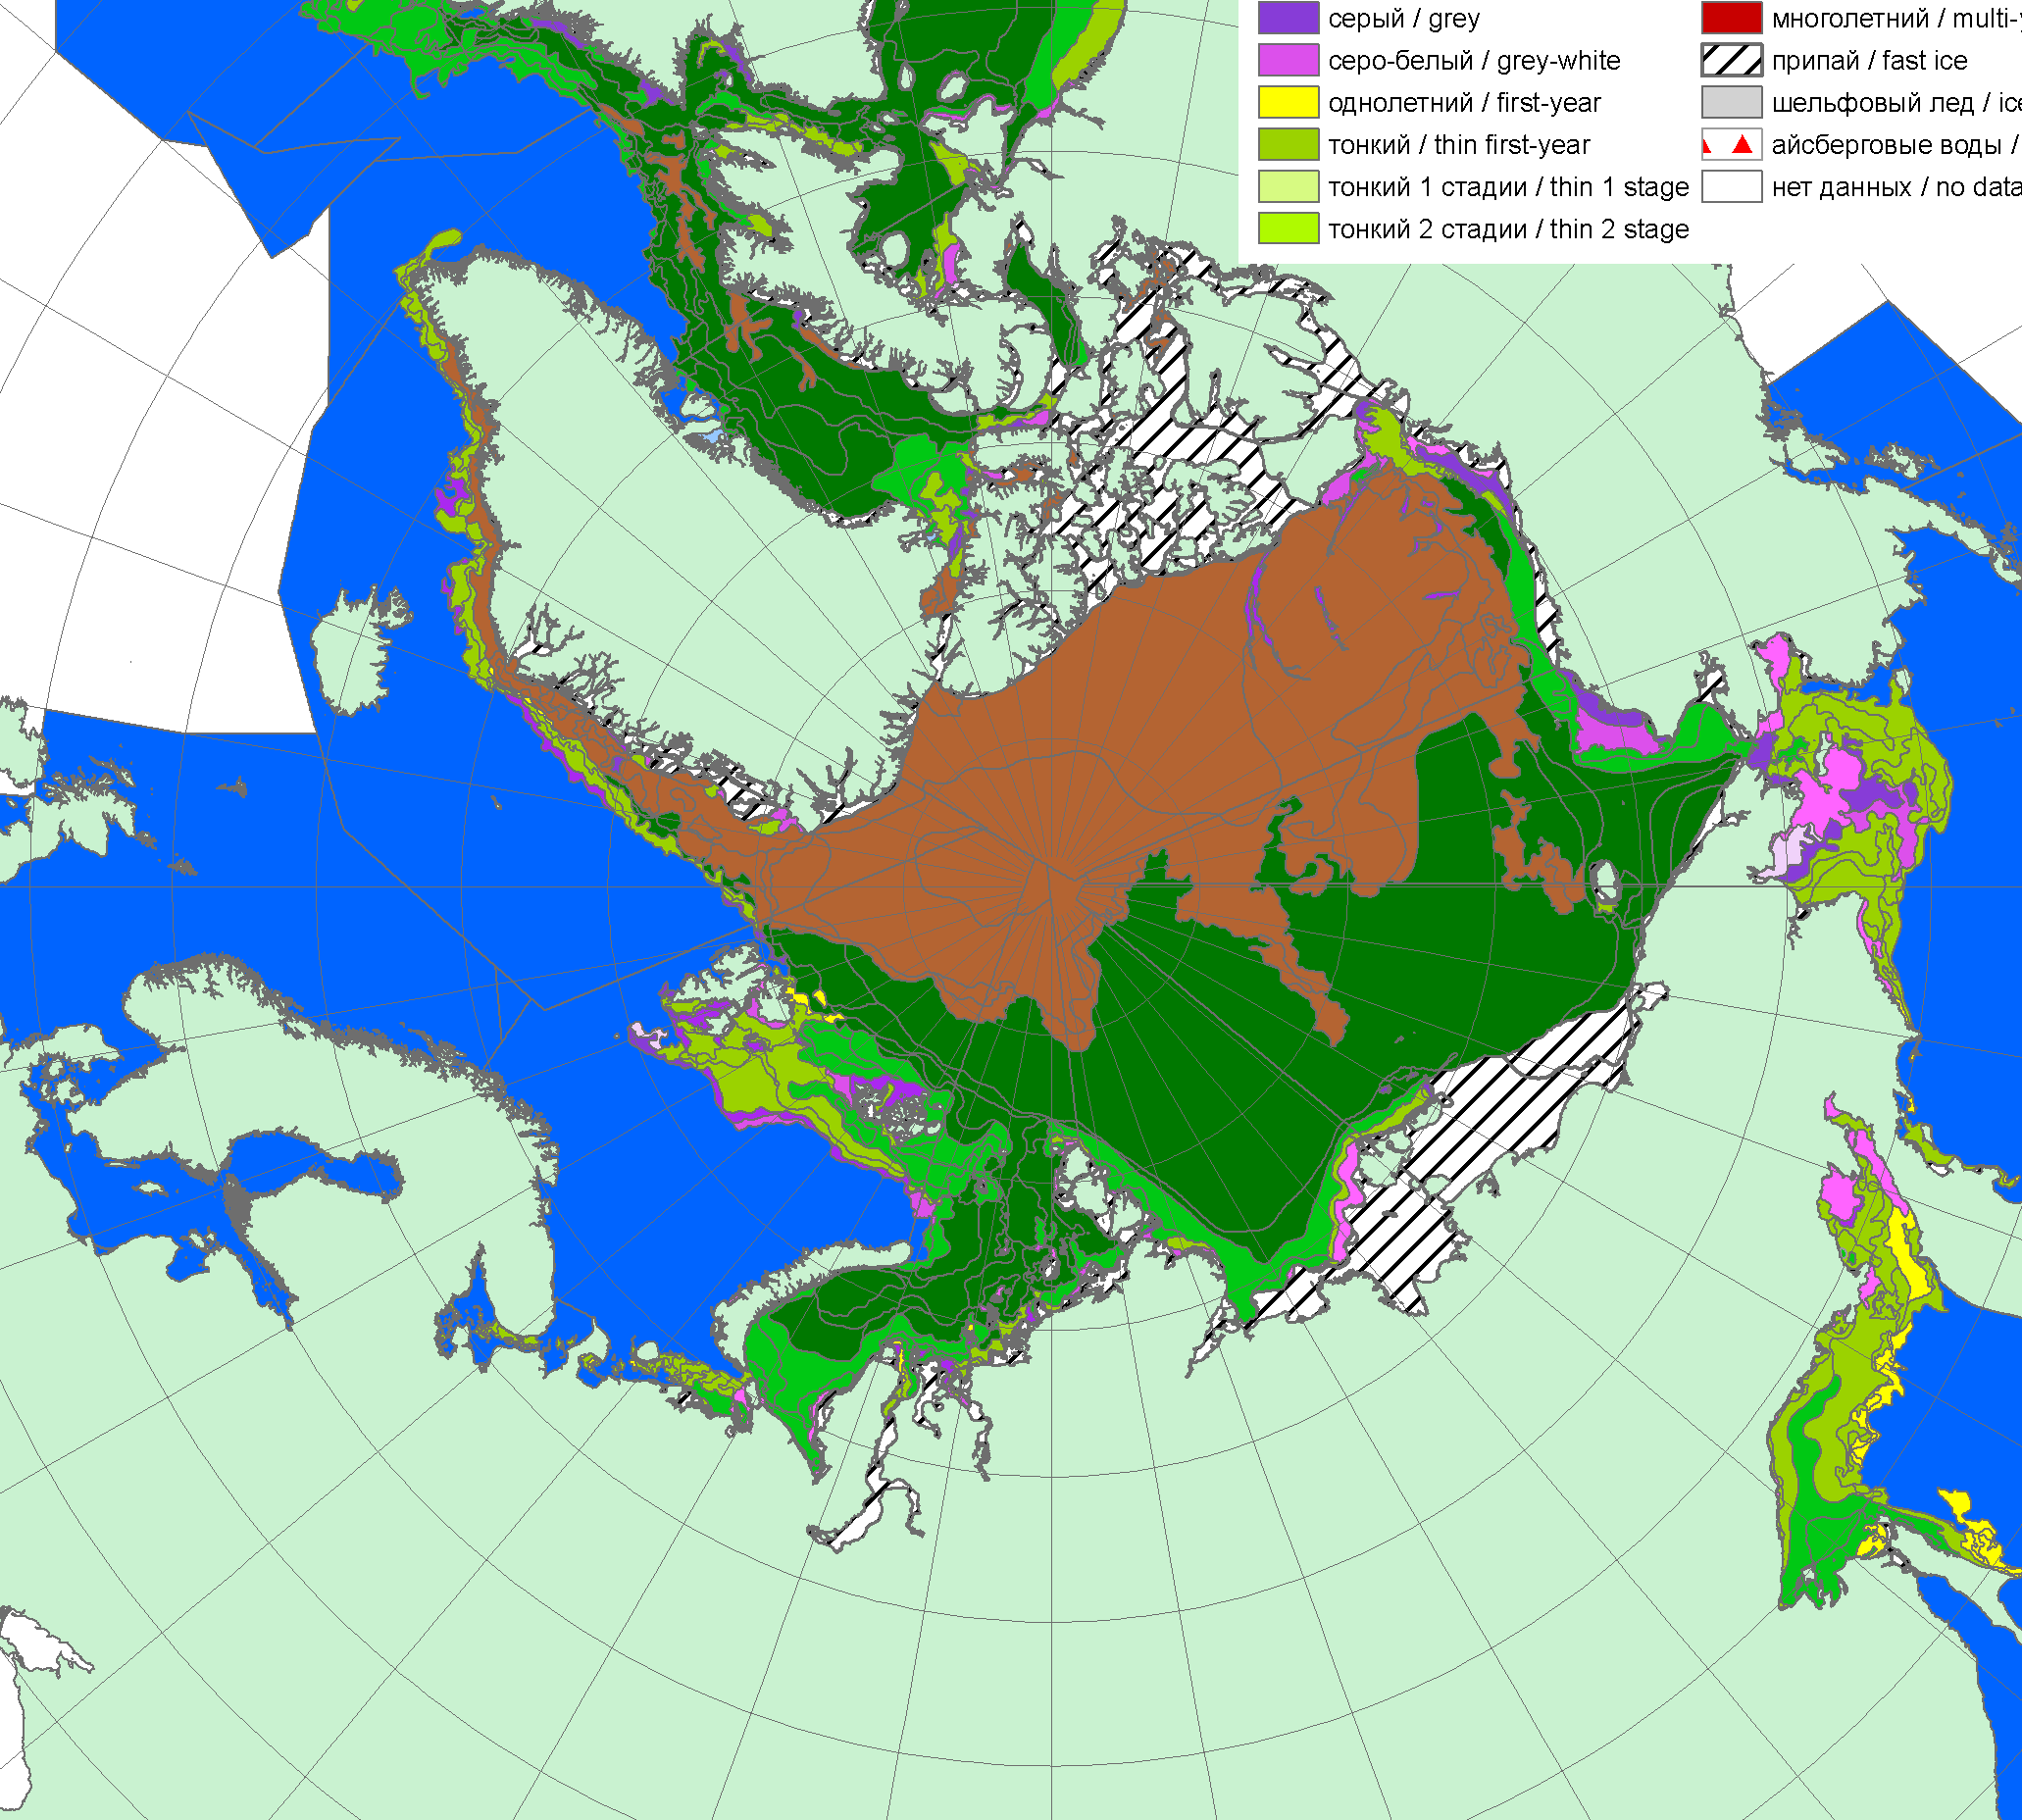 серый / grey
серо-белый / grey-white
однолетний / first-year
тонкий / thin first-year
тонкий 1 стадии / thin 1 stage
тонкий 2 стадии / thin 2 stage
многолетний / multi-y
припай / fast ice
шельфовый лед / ice
айсберговые воды /
нет данных / no data